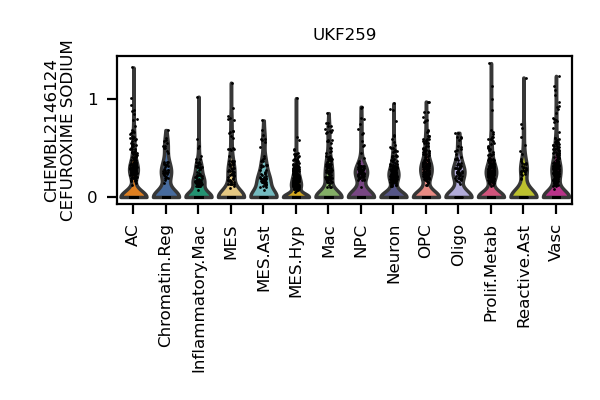 UKF259
CHEMBL2146124
CEFUROXIME SODIUM
1
0
AC
Chromatin.Reg
Inflammatory.Mac
MES
MES.Ast
MES.Hyp
Mac
NPC
Neuron
OPC
Oligo
Prolif.Metab
Reactive.Ast
Vasc